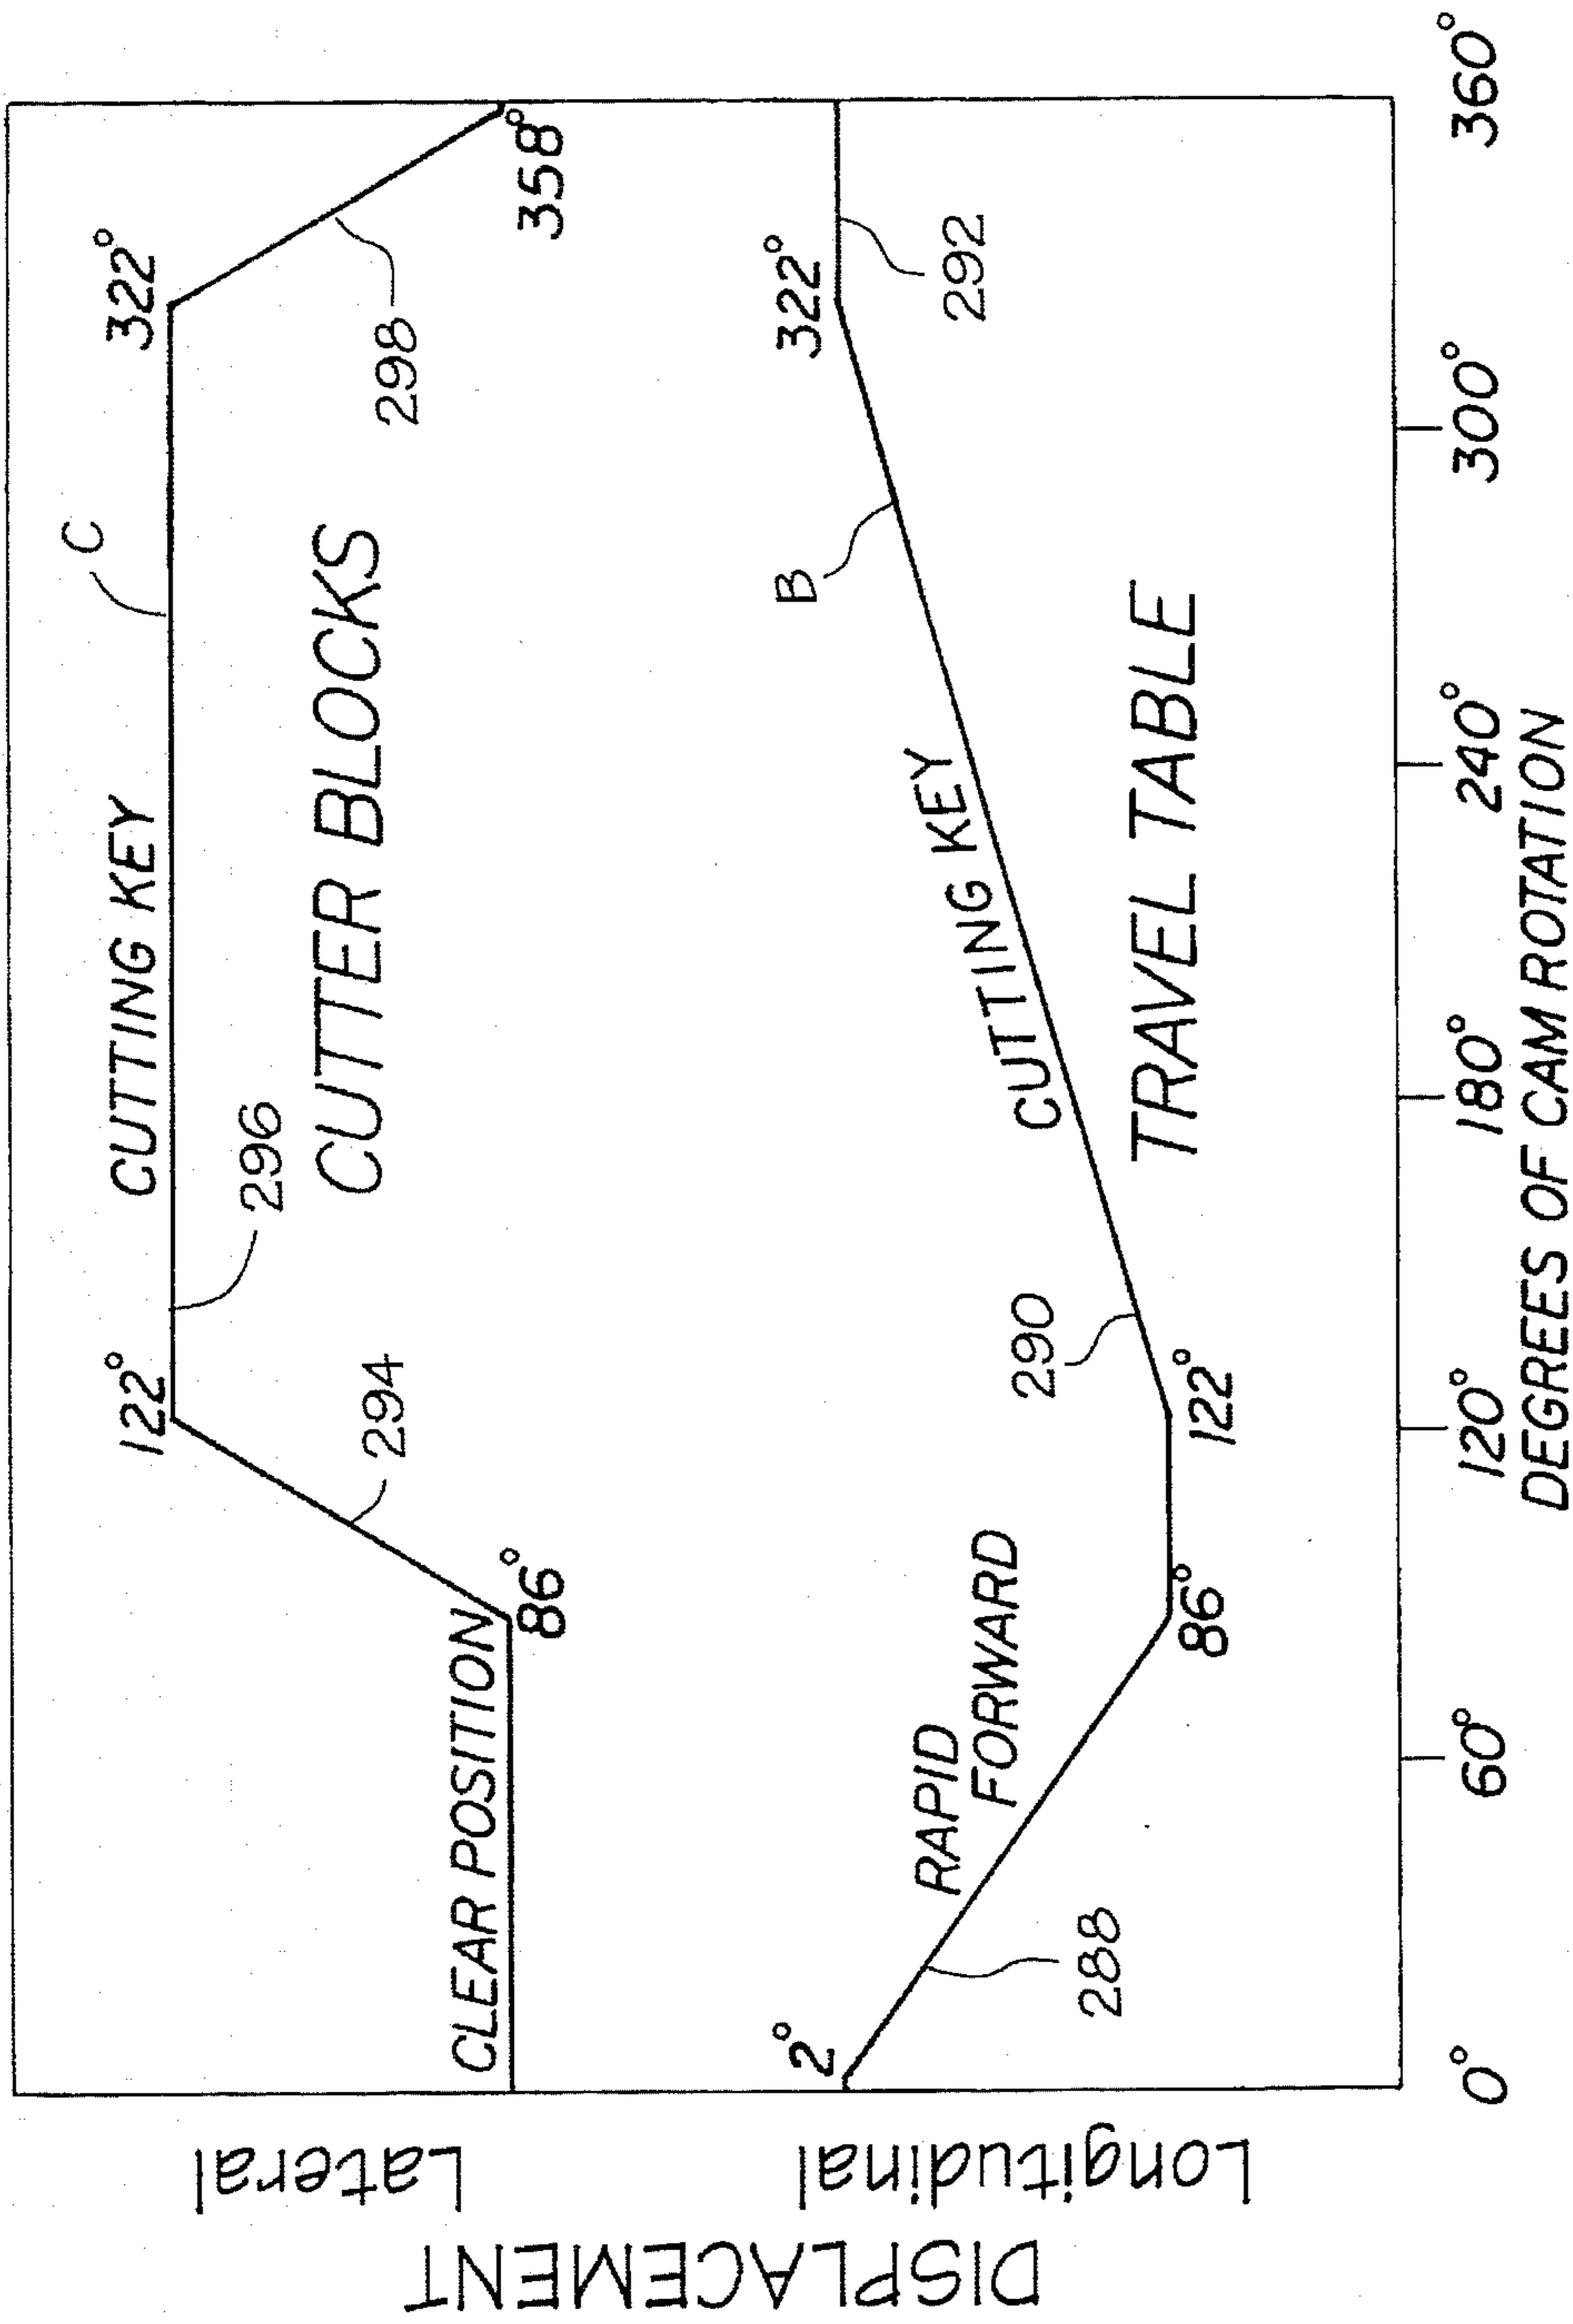 DISPLACEMENT
Lateral
Longitudinal
C
CUTTING KEY
122°
322°
296
294
298
CUTTER BLOCKS
CLEAR POSITION
86°
358°
2°
322°
B
292
RAPID
FORWARD
CUTTING KEY
290
288
86°
122°
TRAVEL TABLE
0°
60°
120°
180°
240°
300°
360°
DEGREES OF CAM ROTATION